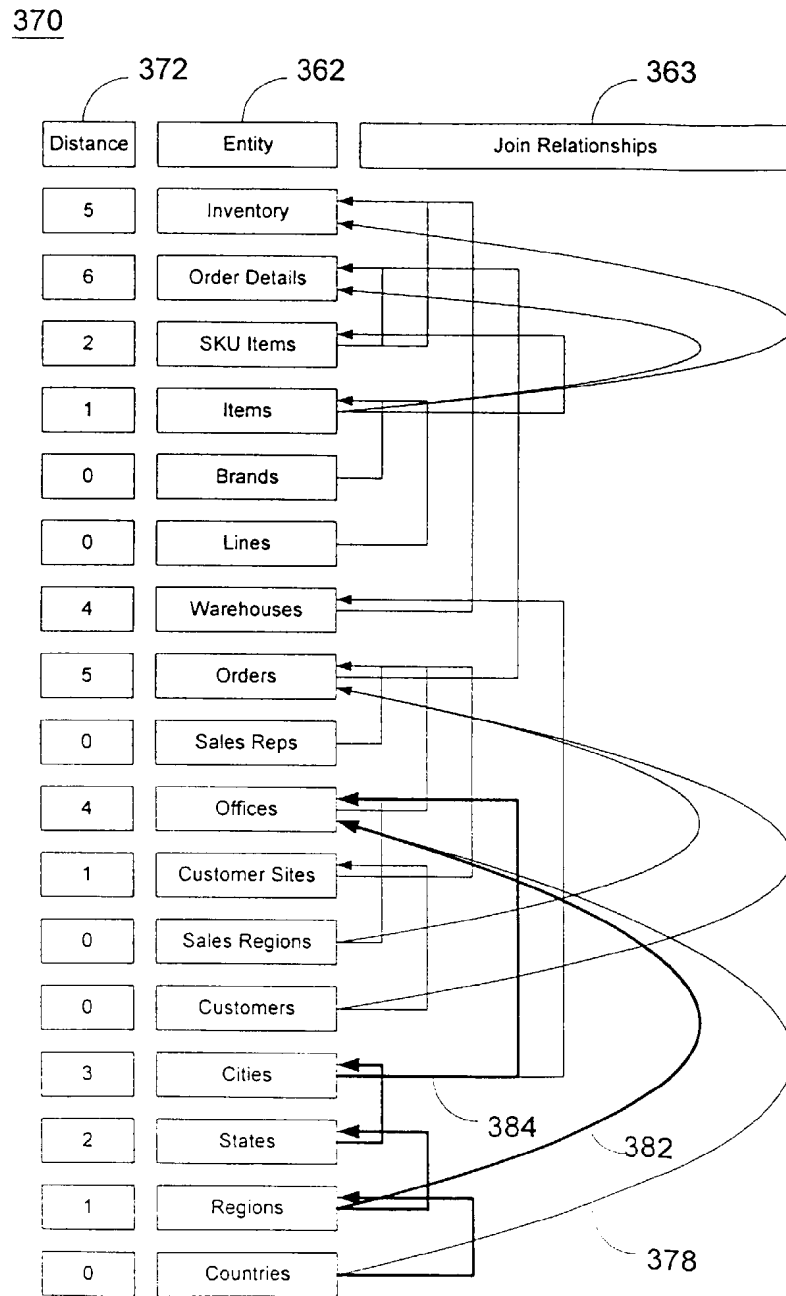 370
372 362 363
Distance Entity Join Relationships
5 Inventory
6 Order Details
2 SKU Items
1 Items
0 Brands
0 Lines
4 Warehouses
5 Orders
0 Sales Reps
4 Offices
1 Customer Sites
0 Sales Regions
0 Customers
3 Cities
384
382
2 States
1 Regions
378
0 Countries